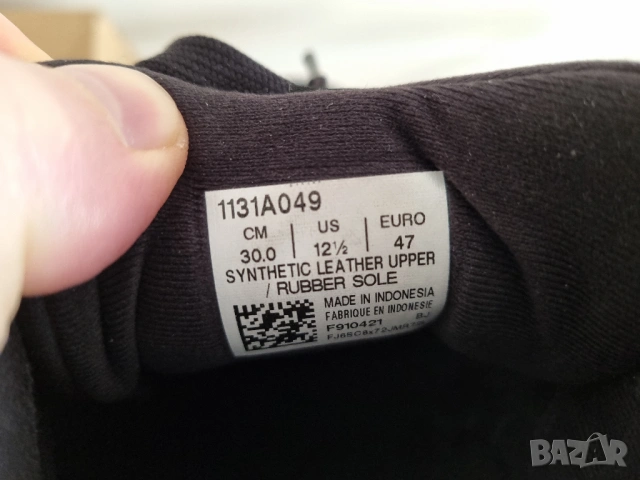 1131A049
CM | US | EURO
30.0 | 12½ | 47
SYNTHETIC LEATHER UPPER
/ RUBBER SOLE
MADE IN INDONESIA
FABRIQUE EN INDONESIE
F910421 BJ
BAZAR